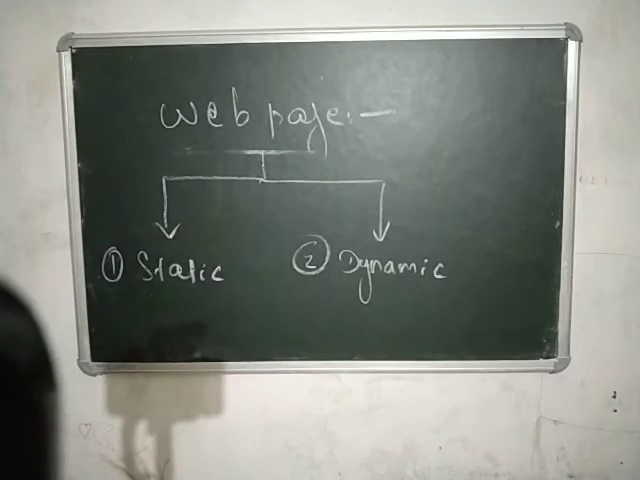 Web page:-
① Static ② Dynamic